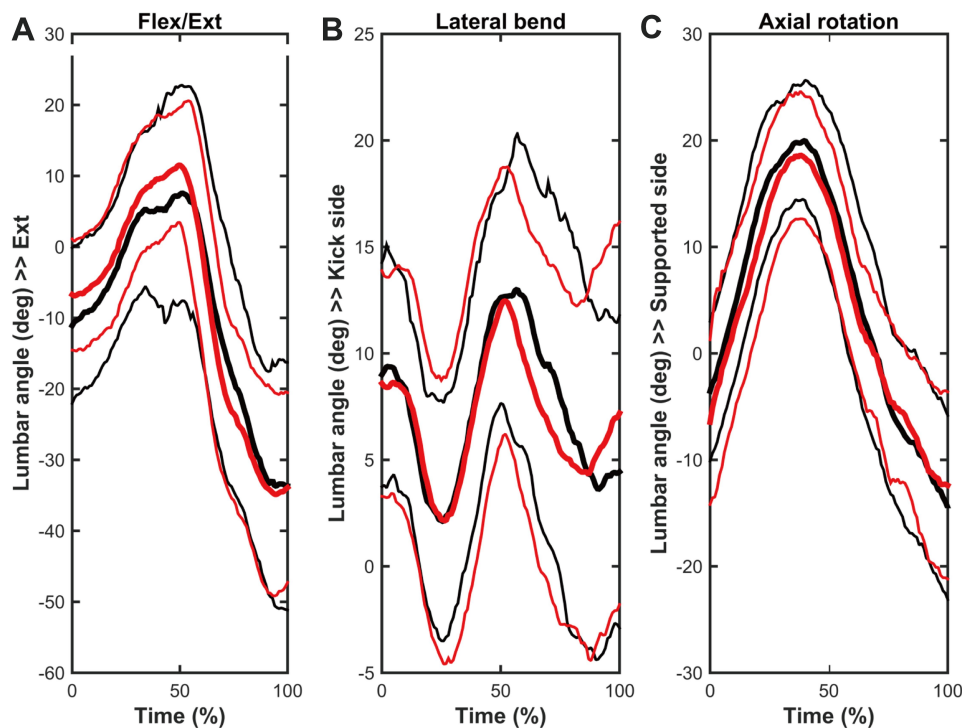 A Flex/Ext
Lumbar angle (deg) >> Ext
30
20
10
0
-10
-20
-30
-40
-50
-60
0 50 100
Time (%)
B Lateral bend
Lumbar angle (deg) >> Kick side
20
15
10
5
0
-5
0 50 100
Time (%)
C Axial rotation
Lumbar angle (deg) >> Supported side
30
20
10
0
-10
-20
-30
0 50 100
Time (%)